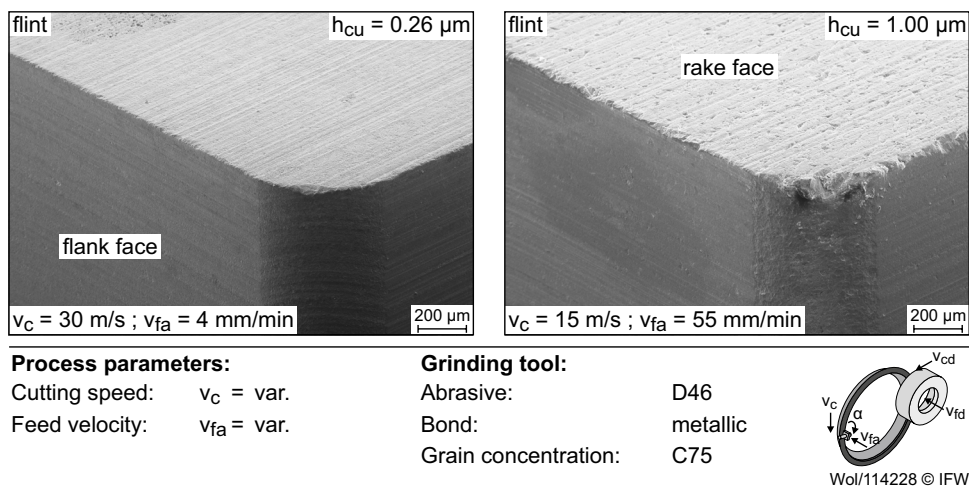 flint
h_cu = 0.26 µm
flank face
v_c = 30 m/s ; v_fa = 4 mm/min
200 µm
flint
h_cu = 1.00 µm
rake face
v_c = 15 m/s ; v_fa = 55 mm/min
200 µm
Process parameters:
Cutting speed: v_c = var.
Feed velocity: v_fa = var.
Grinding tool:
Abrasive: D46
Bond: metallic
Grain concentration: C75
v_cd
v_c
α
v_fd
v_fa
Wol/114228 © IFW